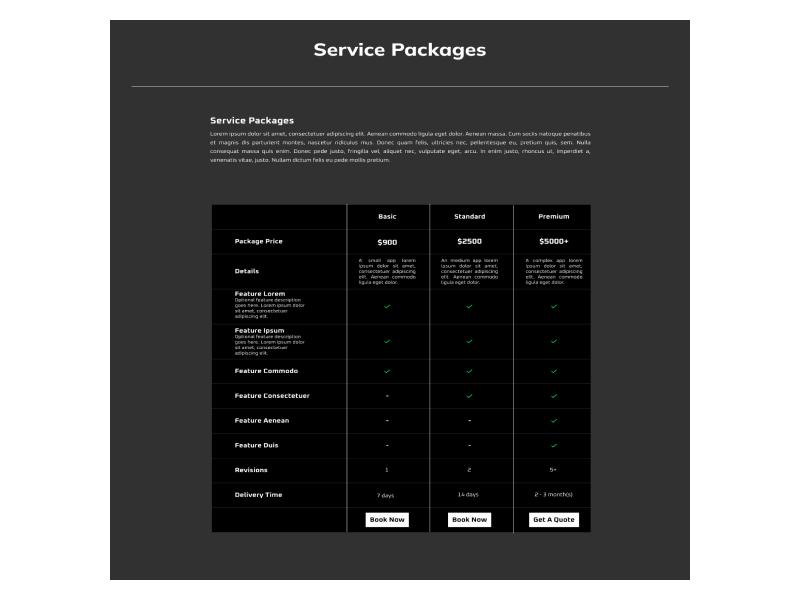 Service Packages
Service Packages
Lorem ipsum dolor sit amet, consectetuer adipiscing elit. Aenean commodo ligula eget dolor. Aenean massa. Cum sociis natoque penatibus
et magnis dis parturient montes, nascetur ridiculus mus. Donec quam felis, ultricies nec, pellentesque eu, pretium quis, sem. Nulla
consequat massa quis enim. Donec pede justo, fringilla vel, aliquet nec, vulputate eget, arcu. In enim justo, rhoncus ut, imperdiet a,
venenatis vitae, justo. Nullam dictum felis eu pede mollis pretium.
Basic Standard Premium
Package Price $900 $2500 $5000+
Details
A small app lorem
ipsum dolor sit amet,
consectetuer adipiscing
elit. Aenean commodo
ligula eget dolor.
An medium app lorem
ipsum dolor sit amet,
consectetuer adipiscing
elit. Aenean commodo
ligula eget dolor.
A complex app lorem
ipsum dolor sit amet,
consectetuer adipiscing
elit. Aenean commodo
ligula eget dolor.
Feature Lorem
Optional feature description
goes here. Lorem ipsum dolor
sit amet, consectetuer
adipiscing elit.
✓ ✓ ✓
Feature Ipsum
Optional feature description
goes here. Lorem ipsum dolor
sit amet, consectetuer
adipiscing elit.
✓ ✓ ✓
Feature Commodo ✓ ✓ ✓
Feature Consectetuer - ✓ ✓
Feature Aenean - - ✓
Feature Duis - - ✓
Revisions 1 2 5+
Delivery Time 7 days 14 days 2 - 3 month(s)
Book Now Book Now Get A Quote